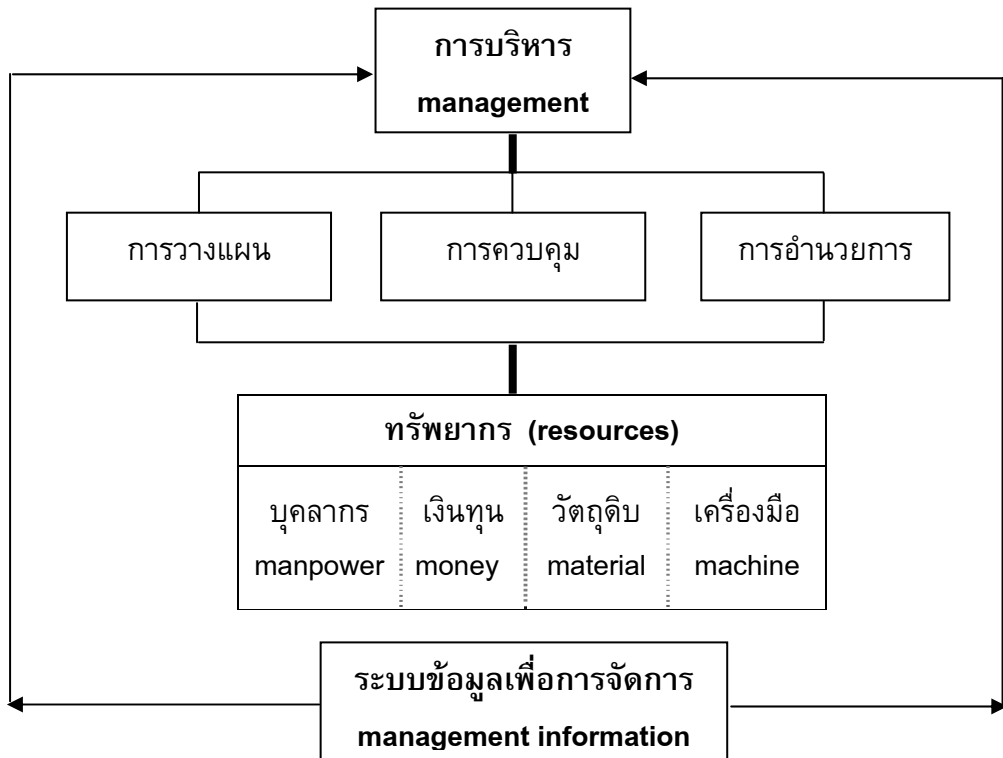 การบริหาร
management
การวางแผน
การควบคุม
การอำนวยการ
ทรัพยากร (resources)
บุคลากร
manpower
เงินทุน
money
วัตถุดิบ
material
เครื่องมือ
machine
ระบบข้อมูลเพื่อการจัดการ
management information